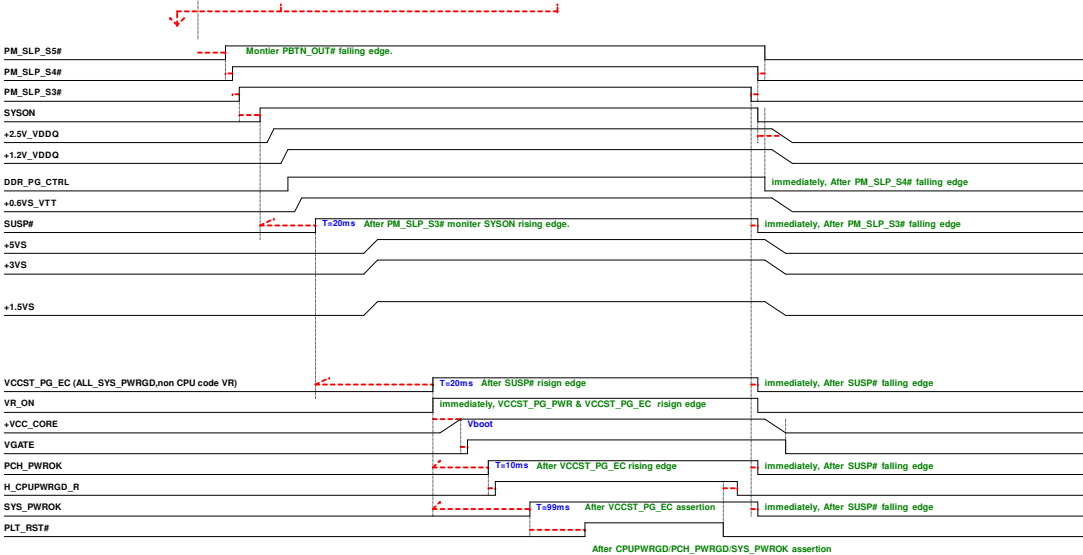 PM_SLP_S5# Montier PBTN_OUT# falling edge.
PM_SLP_S4#
PM_SLP_S3#
SYSON
+2.5V_VDDQ
+1.2V_VDDQ
DDR_PG_CTRL immediately, After PM_SLP_S4# falling edge
+0.6VS_VTT
SUSP# T=20ms After PM_SLP_S3# moniter SYSON rising edge. immediately, After PM_SLP_S3# falling edge
+5VS
+3VS
+1.5VS
VCCST_PG_EC (ALL_SYS_PWRGD,non CPU code VR) T=20ms After SUSP# risign edge immediately, After SUSP# falling edge
VR_ON immediately, VCCST_PG_PWR & VCCST_PG_EC risign edge
+VCC_CORE Vboot
VGATE
PCH_PWROK T=10ms After VCCST_PG_EC rising edge immediately, After SUSP# falling edge
H_CPUPWRGD_R
SYS_PWROK T=99ms After VCCST_PG_EC assertion immediately, After SUSP# falling edge
PLT_RST#
After CPUPWRGD/PCH_PWRGD/SYS_PWROK assertion